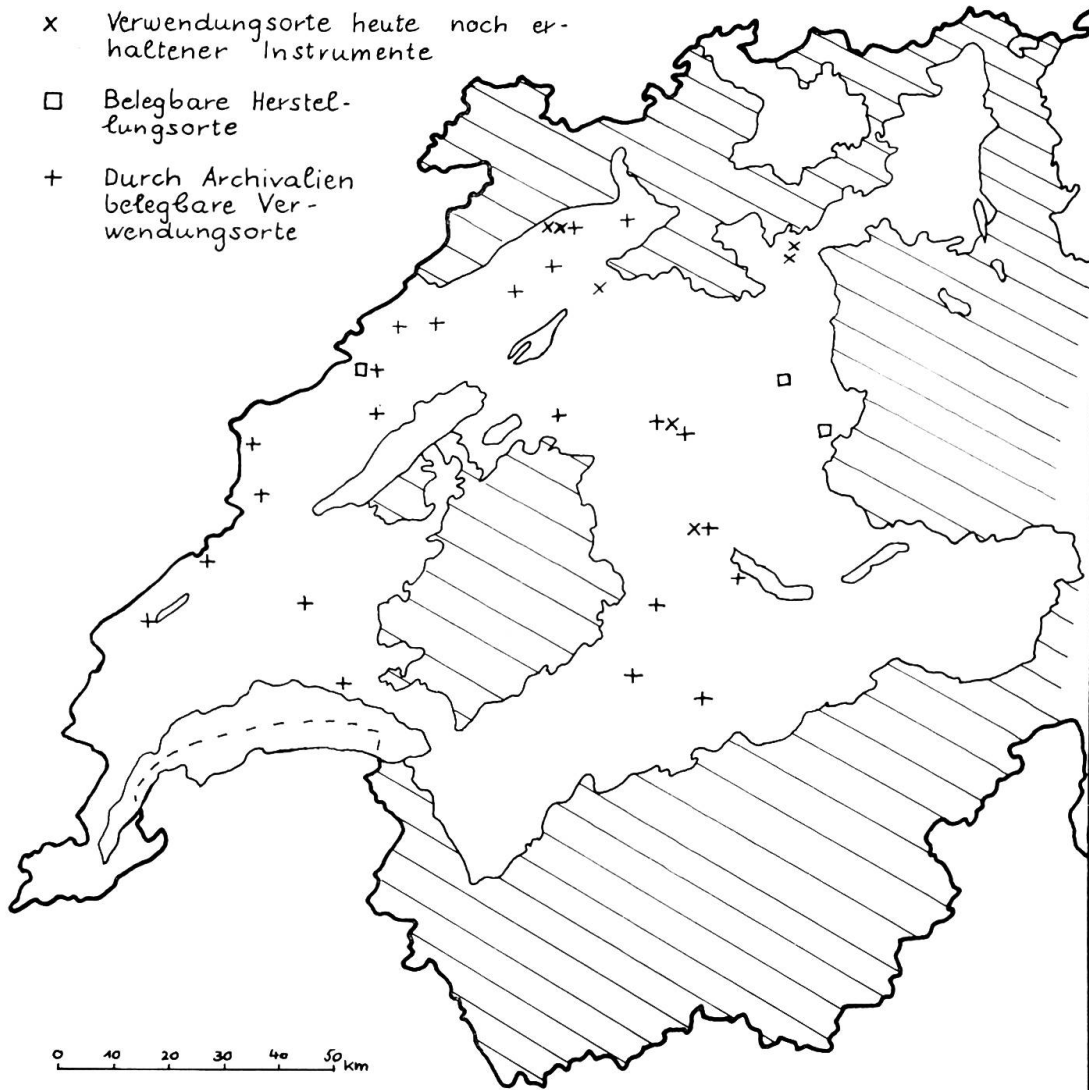 x Verwendungsorte heute noch er-
haltener Instrumente
□ Belegbare Herstel-
lungsorte
+ Durch Archivalien
belegbare Ver-
wendungsorte
0 10 20 30 40 50 km